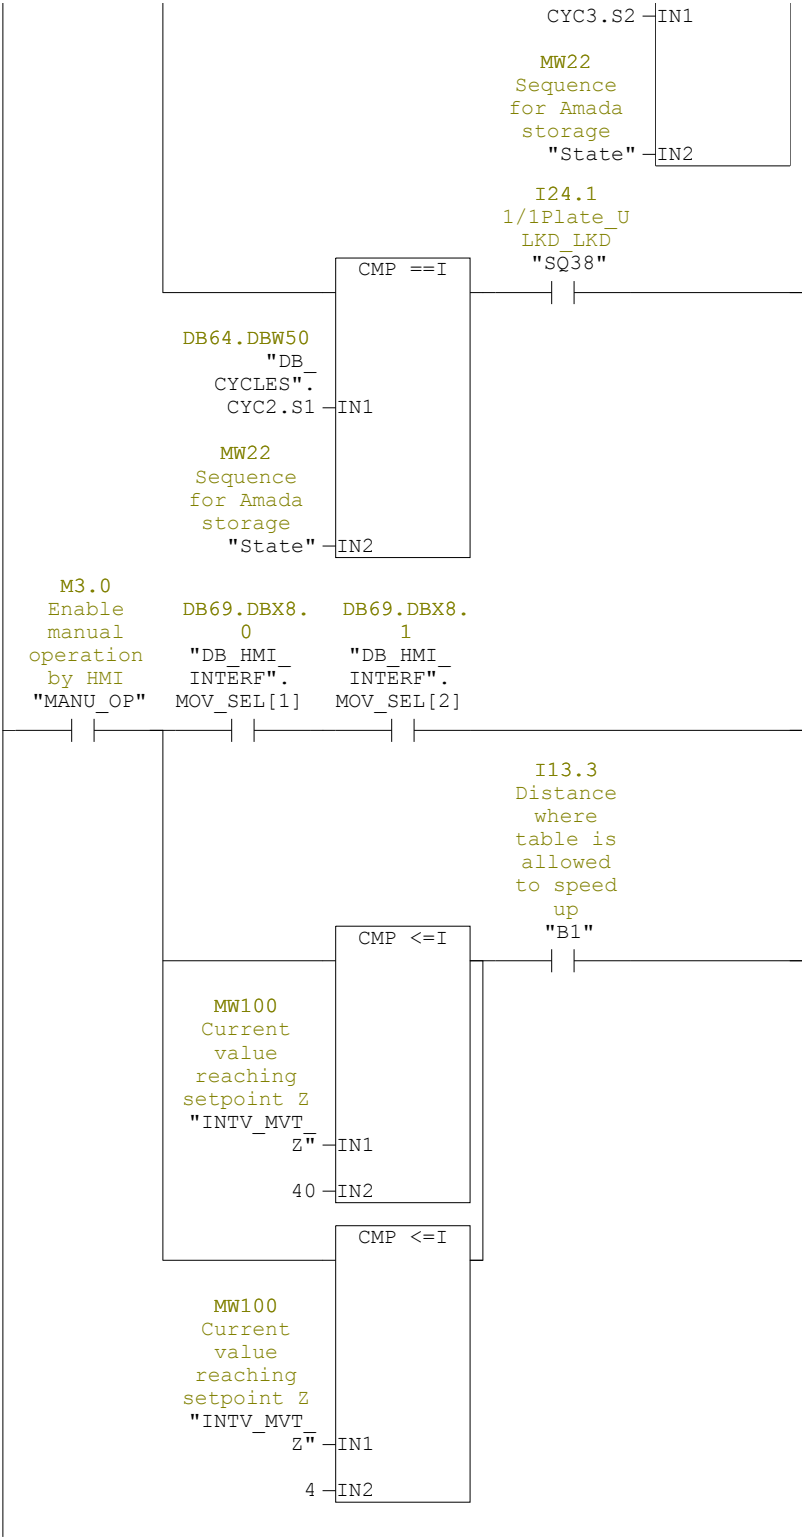 CYC3.S2 IN1
MW22
Sequence
for Amada
storage
"State" IN2
I24.1
1/1Plate_U
LKD_LKD
"SQ38"
CMP ==I
DB64.DBW50
"DB_
CYCLES".
CYC2.S1 IN1
MW22
Sequence
for Amada
storage
"State" IN2
M3.0
Enable
manual
operation
by HMI
"MANU_OP"
DB69.DBX8.
0
"DB_HMI_
INTERF".
MOV_SEL[1]
DB69.DBX8.
1
"DB_HMI_
INTERF".
MOV_SEL[2]
I13.3
Distance
where
table is
allowed
to speed
up
"B1"
CMP <=I
MW100
Current
value
reaching
setpoint Z
"INTV_MVT_
Z" IN1
40 IN2
CMP <=I
MW100
Current
value
reaching
setpoint Z
"INTV_MVT_
Z" IN1
4 IN2